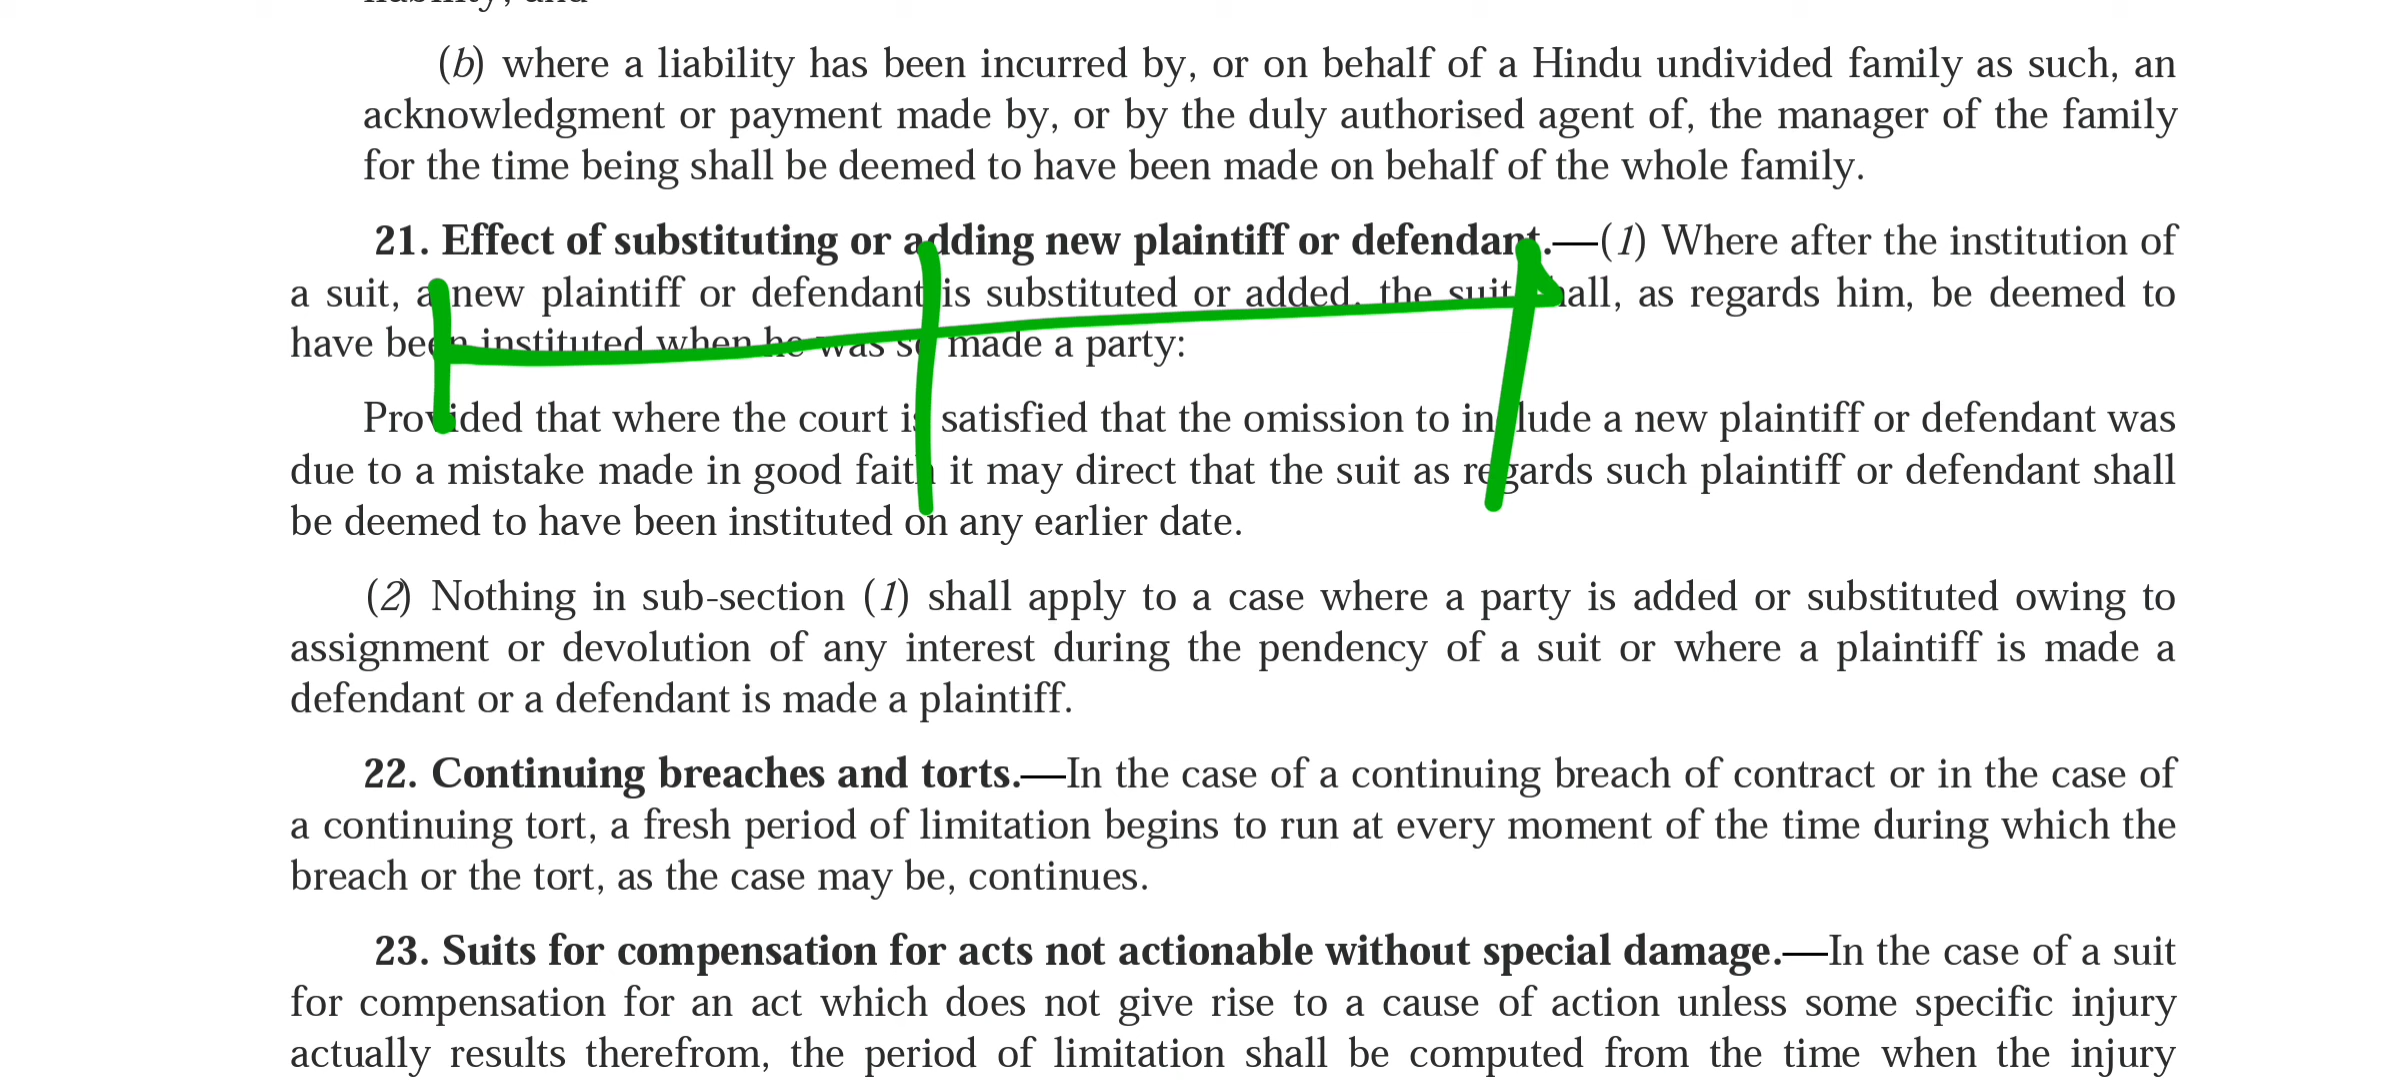 (b) where a liability has been incurred by, or on behalf of a Hindu undivided family as such, an
acknowledgment or payment made by, or by the duly authorised agent of, the manager of the family
for the time being shall be deemed to have been made on behalf of the whole family.
21. Effect of substituting or adding new plaintiff or defendant.—(1) Where after the institution of
a suit, a new plaintiff or defendant is substituted or added, the suit shall, as regards him, be deemed to
have been instituted when he was so made a party:
Provided that where the court is satisfied that the omission to include a new plaintiff or defendant was
due to a mistake made in good faith it may direct that the suit as regards such plaintiff or defendant shall
be deemed to have been instituted on any earlier date.
(2) Nothing in sub-section (1) shall apply to a case where a party is added or substituted owing to
assignment or devolution of any interest during the pendency of a suit or where a plaintiff is made a
defendant or a defendant is made a plaintiff.
22. Continuing breaches and torts.—In the case of a continuing breach of contract or in the case of
a continuing tort, a fresh period of limitation begins to run at every moment of the time during which the
breach or the tort, as the case may be, continues.
23. Suits for compensation for acts not actionable without special damage.—In the case of a suit
for compensation for an act which does not give rise to a cause of action unless some specific injury
actually results therefrom, the period of limitation shall be computed from the time when the injury